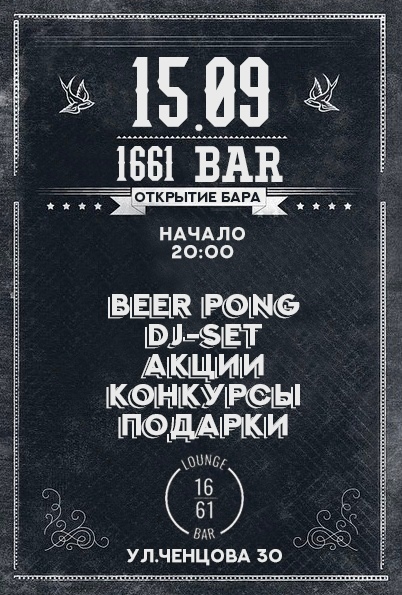 15.09
1661 BAR
ОТКРЫТИЕ БАРА
НАЧАЛО
20:00
BEER PONG
DJ-SET
АКЦИИ
КОНКУРСЫ
ПОДАРКИ
LOUNGE
16
61
BAR
УЛ.ЧЕНЦОВА 30